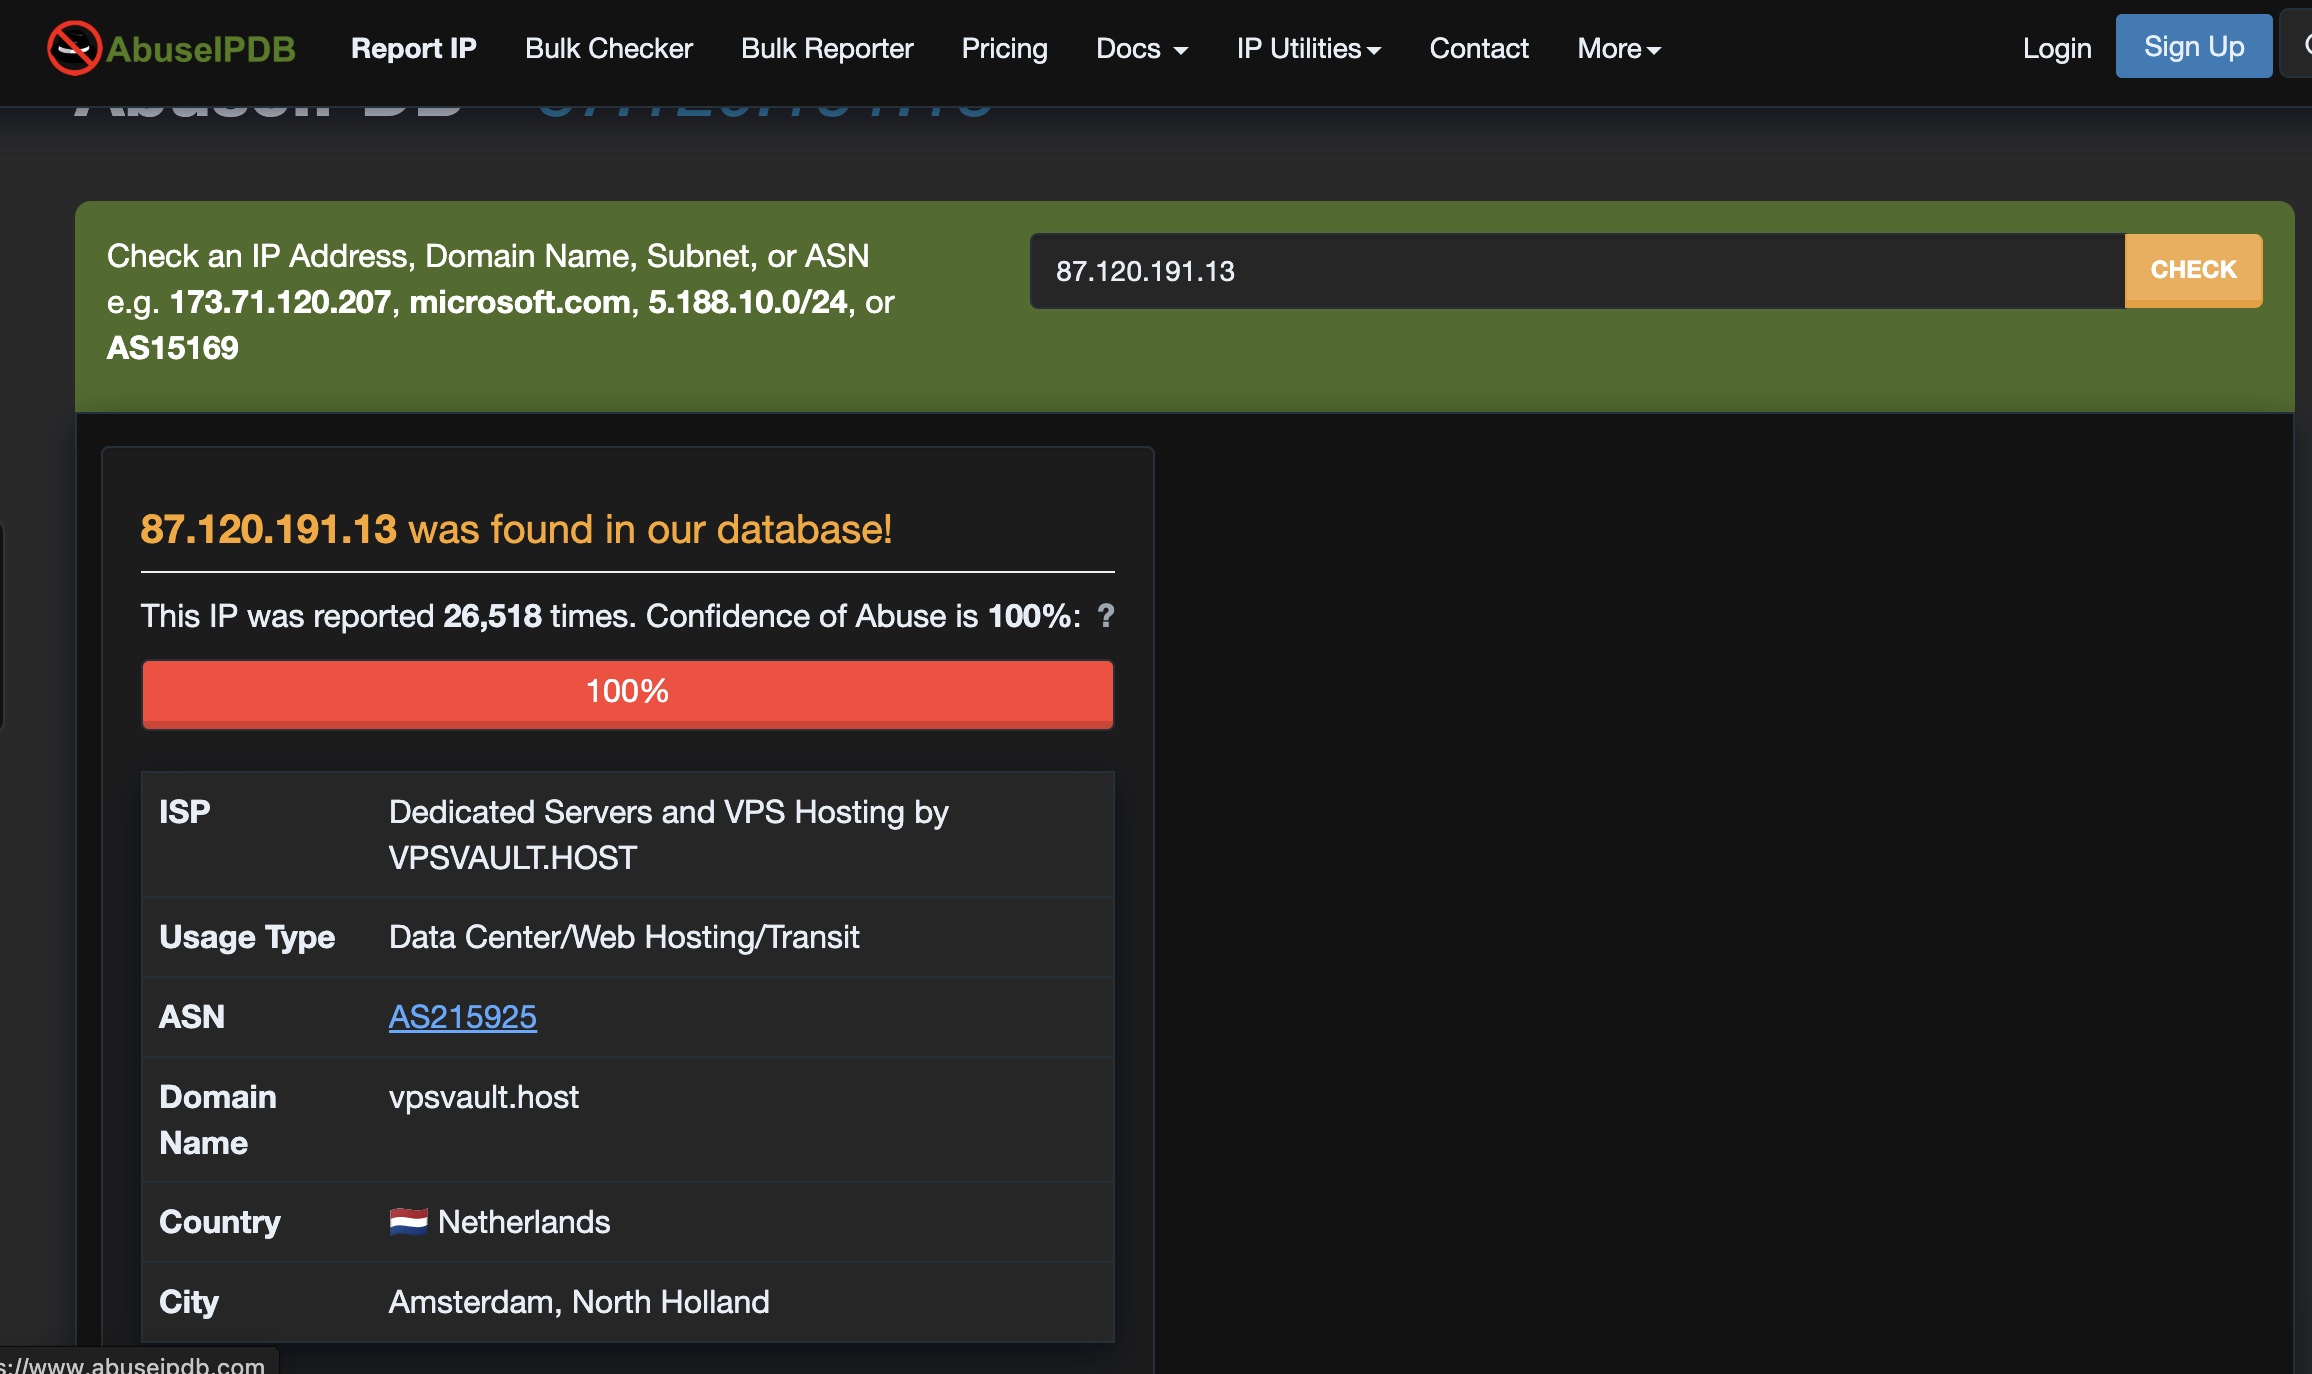 AbuseIPDB Report IP Bulk Checker Bulk Reporter Pricing Docs IP Utilities Contact More Login Sign Up
Check an IP Address, Domain Name, Subnet, or ASN
e.g. 173.71.120.207, microsoft.com, 5.188.10.0/24, or
AS15169
87.120.191.13 CHECK
87.120.191.13 was found in our database!
This IP was reported 26,518 times. Confidence of Abuse is 100%: ?
100%
ISP Dedicated Servers and VPS Hosting by
VPSVAULT.HOST
Usage Type Data Center/Web Hosting/Transit
ASN AS215925
Domain vpsvault.host
Name
Country Netherlands
City Amsterdam, North Holland
s://www.abuseipdb.com